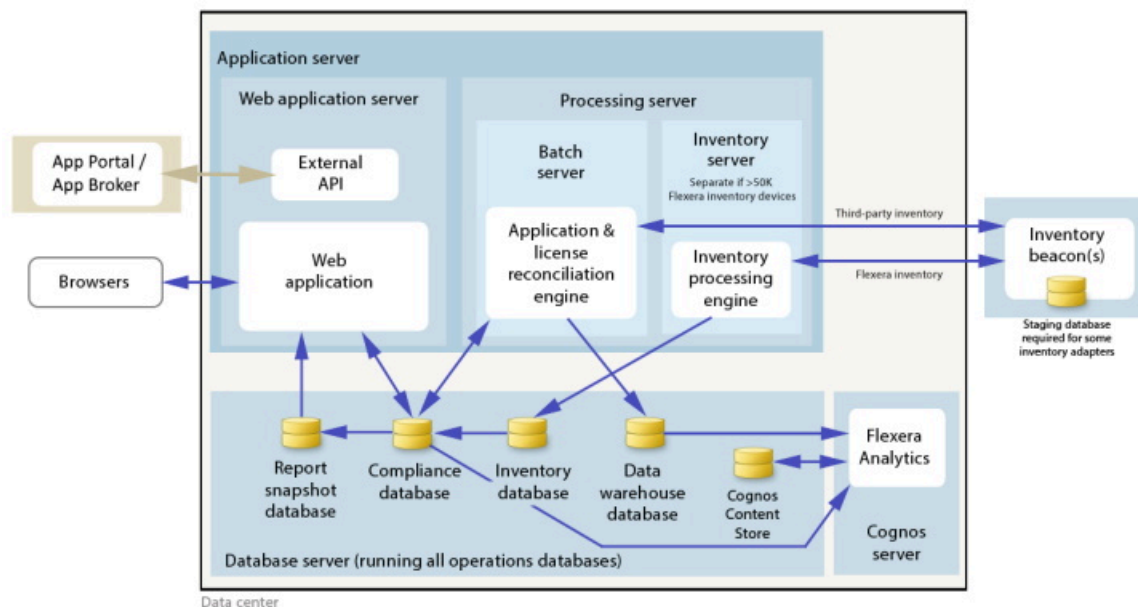 Application server
Web application server
Processing server
App Portal /
App Broker
External
API
Batch
server
Inventory
server
Separate if >50K
Flexera inventory devices
Third-party inventory
Browsers
Web
application
Application &
license
reconciliation
engine
Inventory
processing
engine
Flexera inventory
Inventory
beacon(s)
Staging database
required for some
inventory adapters
Report
snapshot
database
Compliance
database
Inventory
database
Data
warehouse
database
Cognos
Content
Store
Flexera
Analytics
Cognos
server
Database server (running all operations databases)
Data center